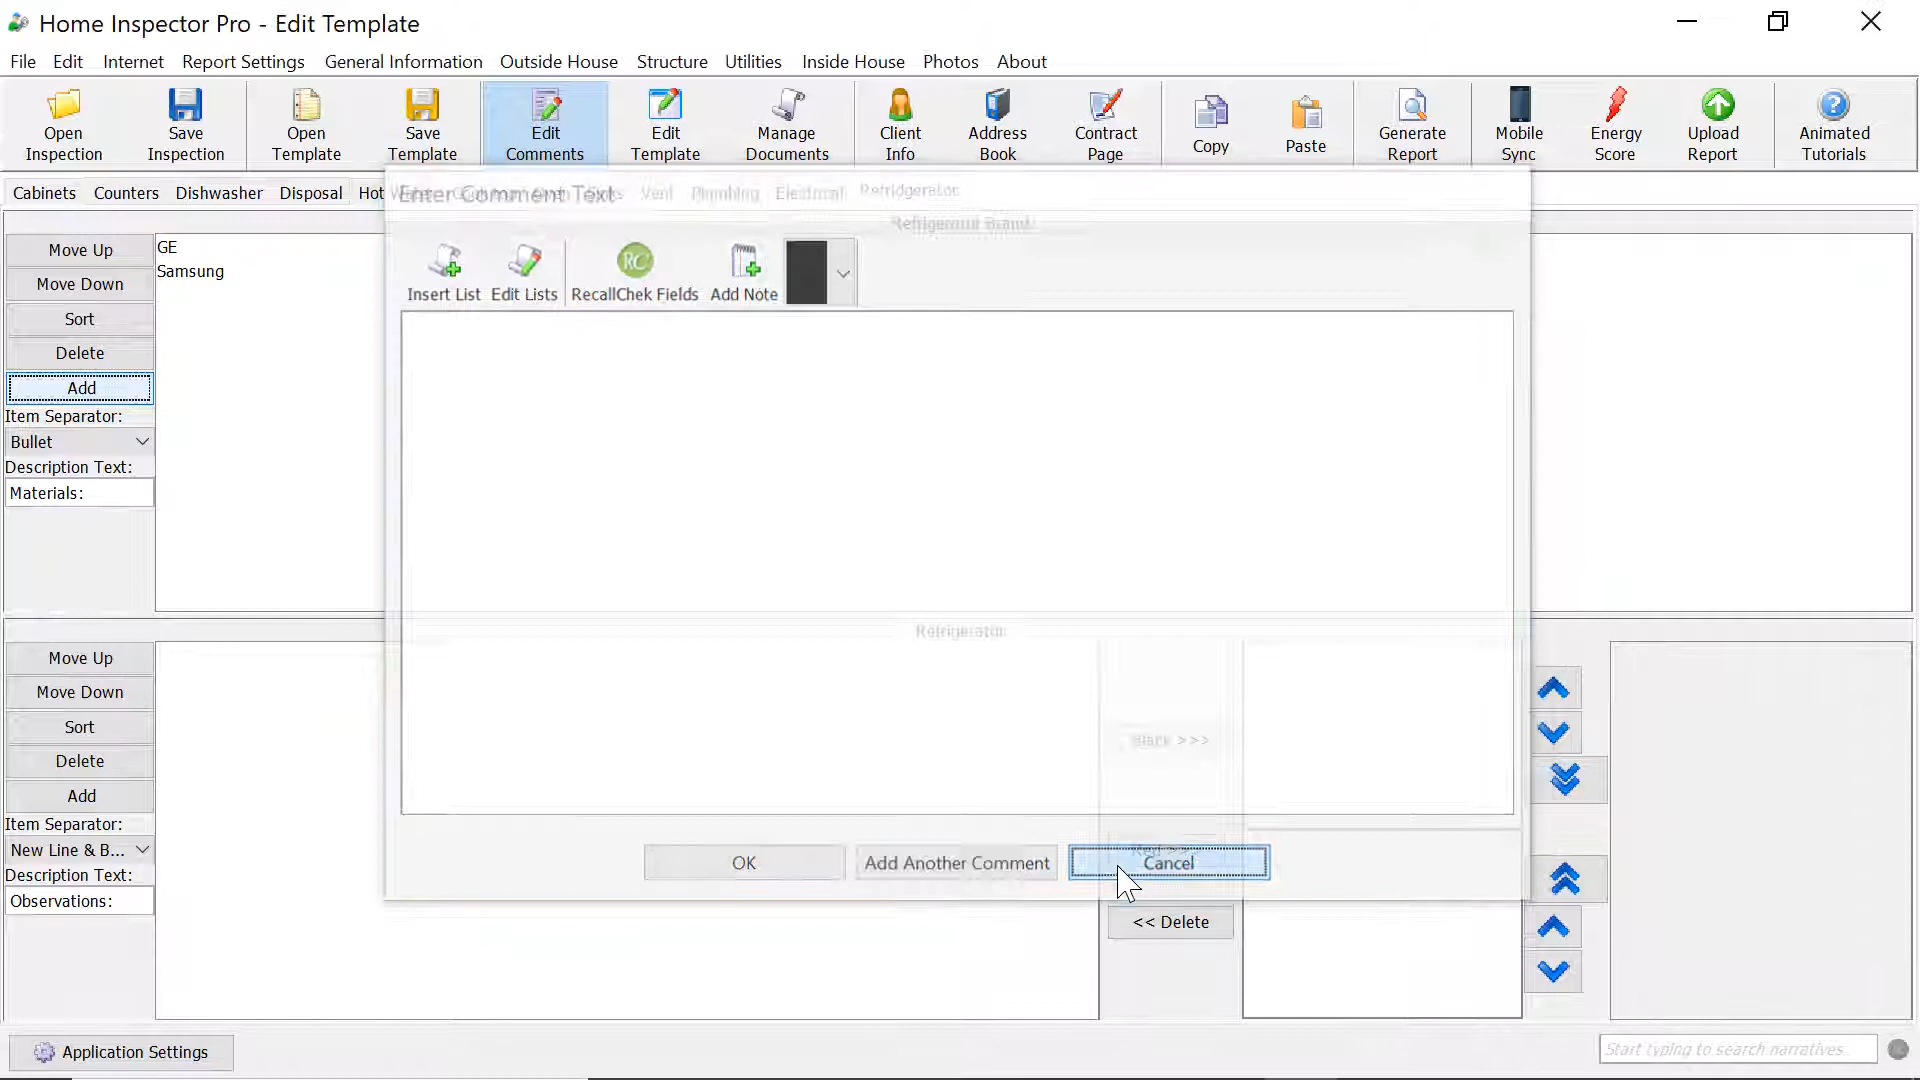 Home Inspector Pro - Edit Template
File Edit Internet Report Settings General Information Outside House Structure Utilities Inside House Photos About
Open Inspection
Save Inspection
Open Template
Save Template
Edit Comments
Edit Template
Manage Documents
Client Info
Address Book
Contract Page
Copy
Paste
Generate Report
Mobile Sync
Energy Score
Upload Report
Animated Tutorials
Cabinets Counters Dishwasher Disposal Hot
Vent Plumbing Electrical Refridgerator
Enter Comment Text
Refrigerator Brand
Move Up
Move Down
Sort
Delete
Add
Item Separator:
Bullet
Description Text:
Materials:
GE
Samsung
Insert List
Edit Lists
RC
RecallChek Fields
Add Note
Refrigerator
Move Up
Move Down
Sort
Delete
Add
Item Separator:
New Line & B...
Description Text:
Observations:
Black >>>
OK
Add Another Comment
Cancel
<< Delete
Application Settings
Start typing to search narratives...